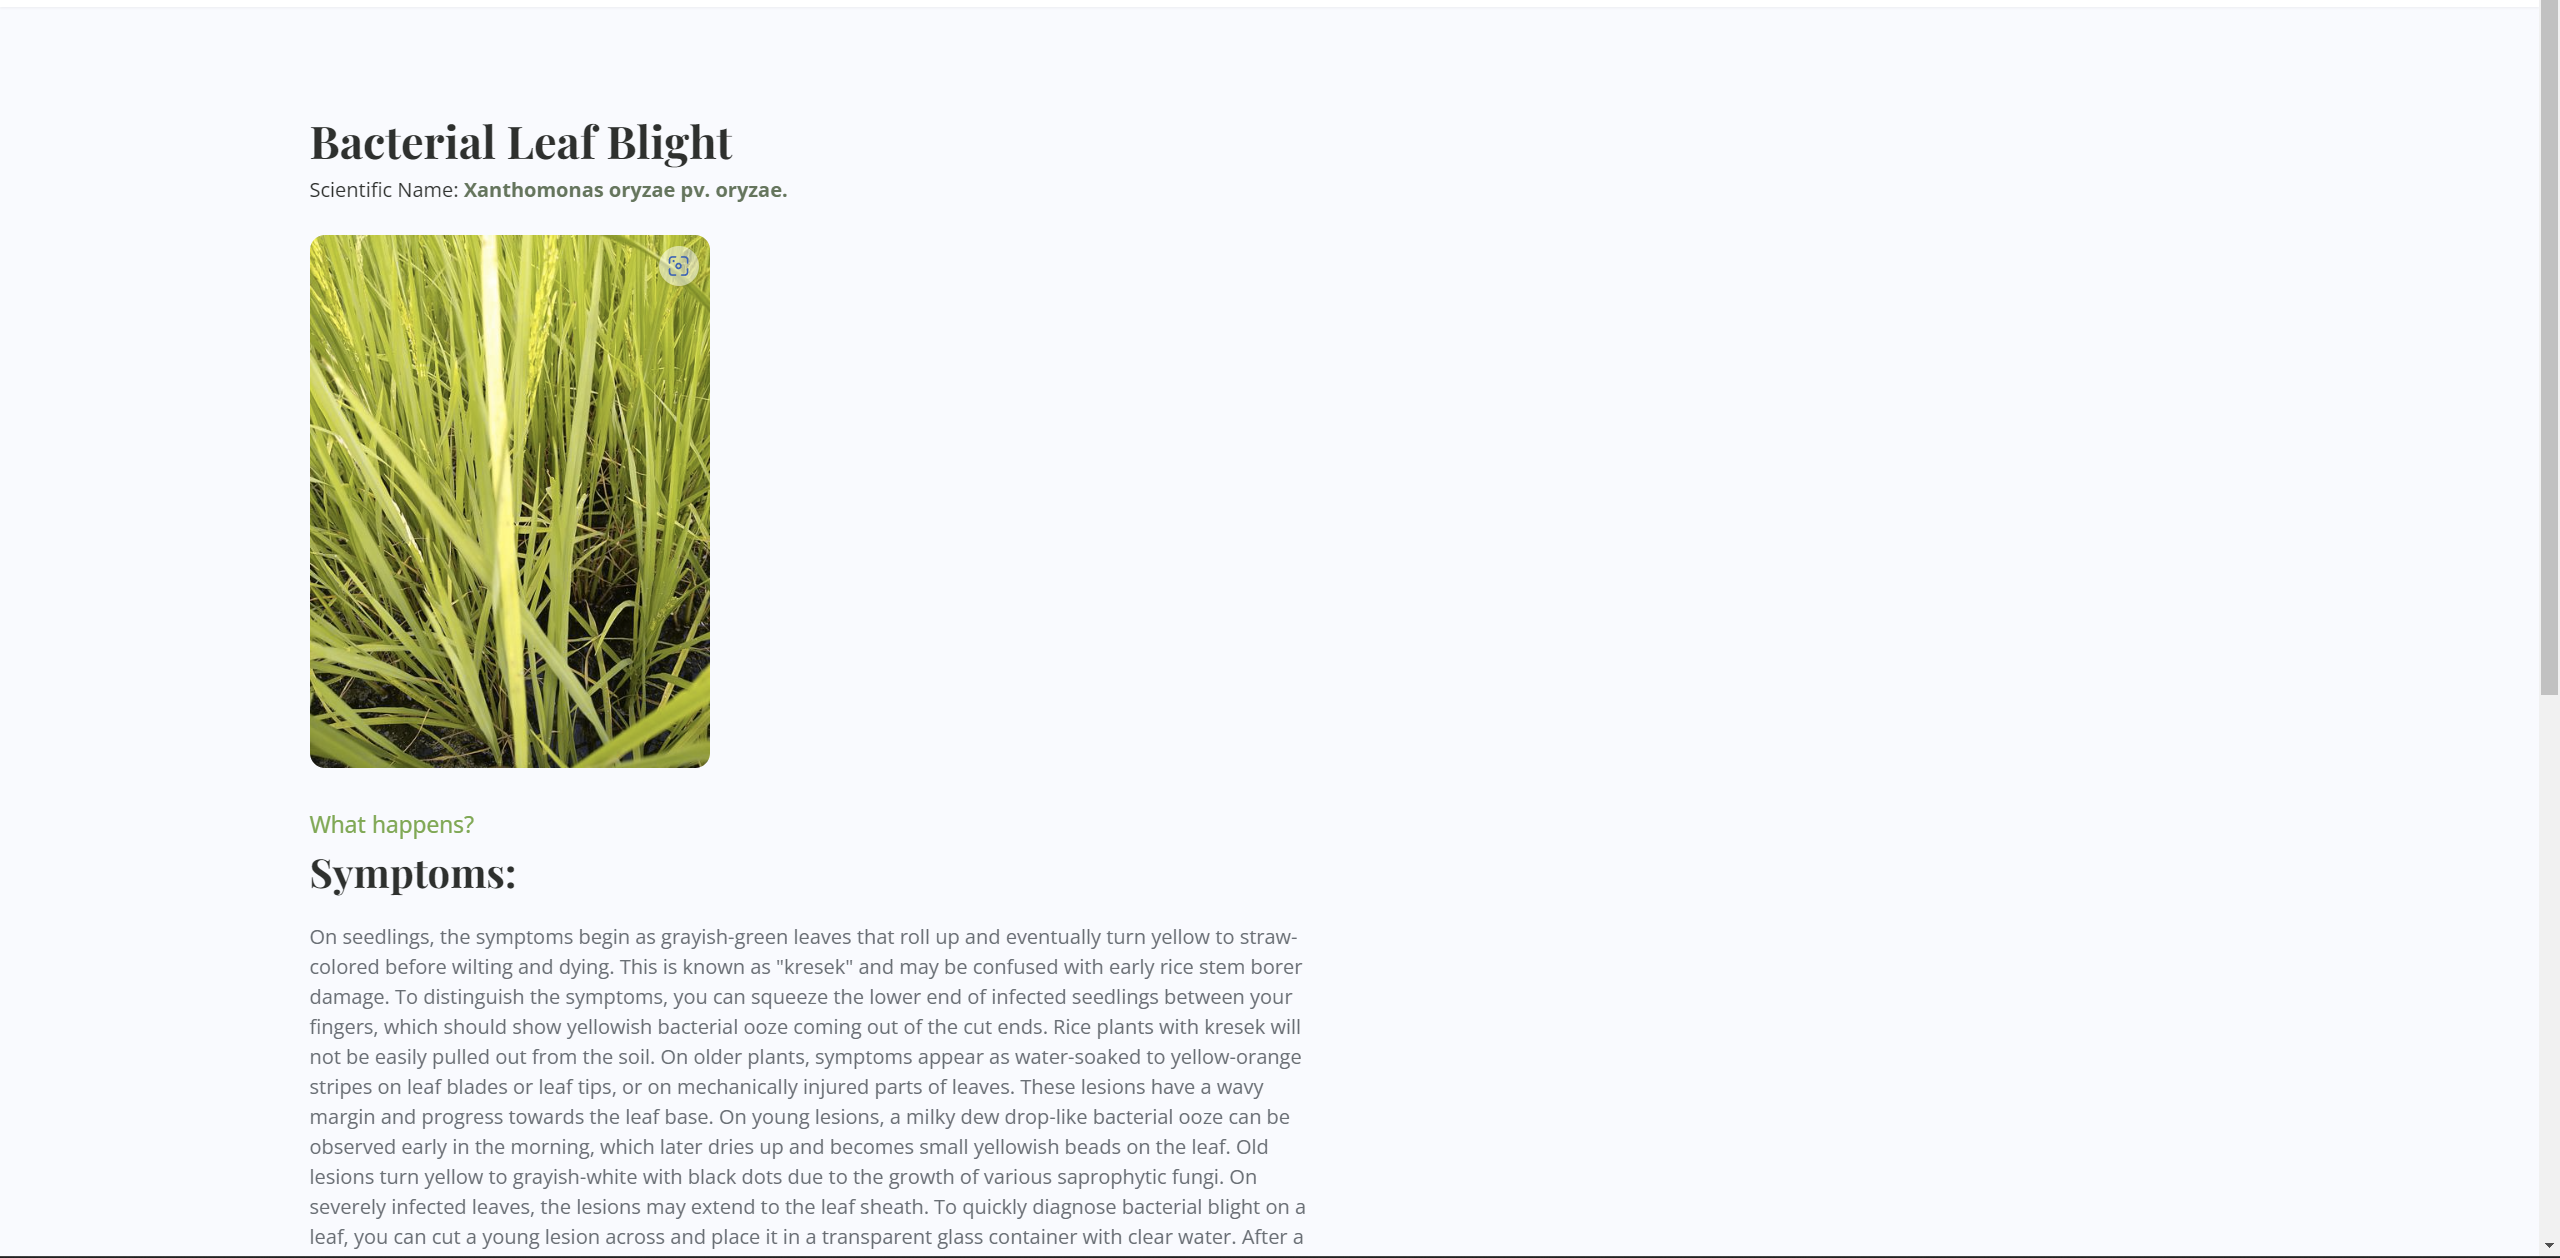 Bacterial Leaf Blight
Scientific Name: Xanthomonas oryzae pv. oryzae.
What happens?
Symptoms:
On seedlings, the symptoms begin as grayish-green leaves that roll up and eventually turn yellow to straw-
colored before wilting and dying. This is known as "kresek" and may be confused with early rice stem borer
damage. To distinguish the symptoms, you can squeeze the lower end of infected seedlings between your
fingers, which should show yellowish bacterial ooze coming out of the cut ends. Rice plants with kresek will
not be easily pulled out from the soil. On older plants, symptoms appear as water-soaked to yellow-orange
stripes on leaf blades or leaf tips, or on mechanically injured parts of leaves. These lesions have a wavy
margin and progress towards the leaf base. On young lesions, a milky dew drop-like bacterial ooze can be
observed early in the morning, which later dries up and becomes small yellowish beads on the leaf. Old
lesions turn yellow to grayish-white with black dots due to the growth of various saprophytic fungi. On
severely infected leaves, the lesions may extend to the leaf sheath. To quickly diagnose bacterial blight on a
leaf, you can cut a young lesion across and place it in a transparent glass container with clear water. After a